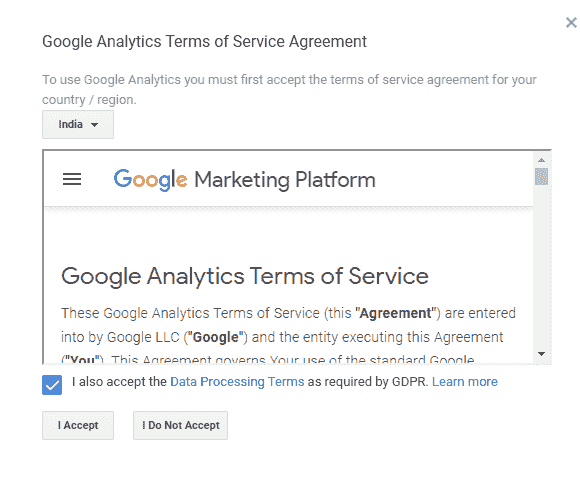 Google Analytics Terms of Service Agreement
To use Google Analytics you must first accept the terms of service agreement for your
country / region.
India
Google Marketing Platform
Google Analytics Terms of Service
These Google Analytics Terms of Service (this "Agreement") are entered
into by Google LLC ("Google") and the entity executing this Agreement
("You"). This Agreement governs Your use of the standard Google
I also accept the Data Processing Terms as required by GDPR. Learn more
I Accept
I Do Not Accept